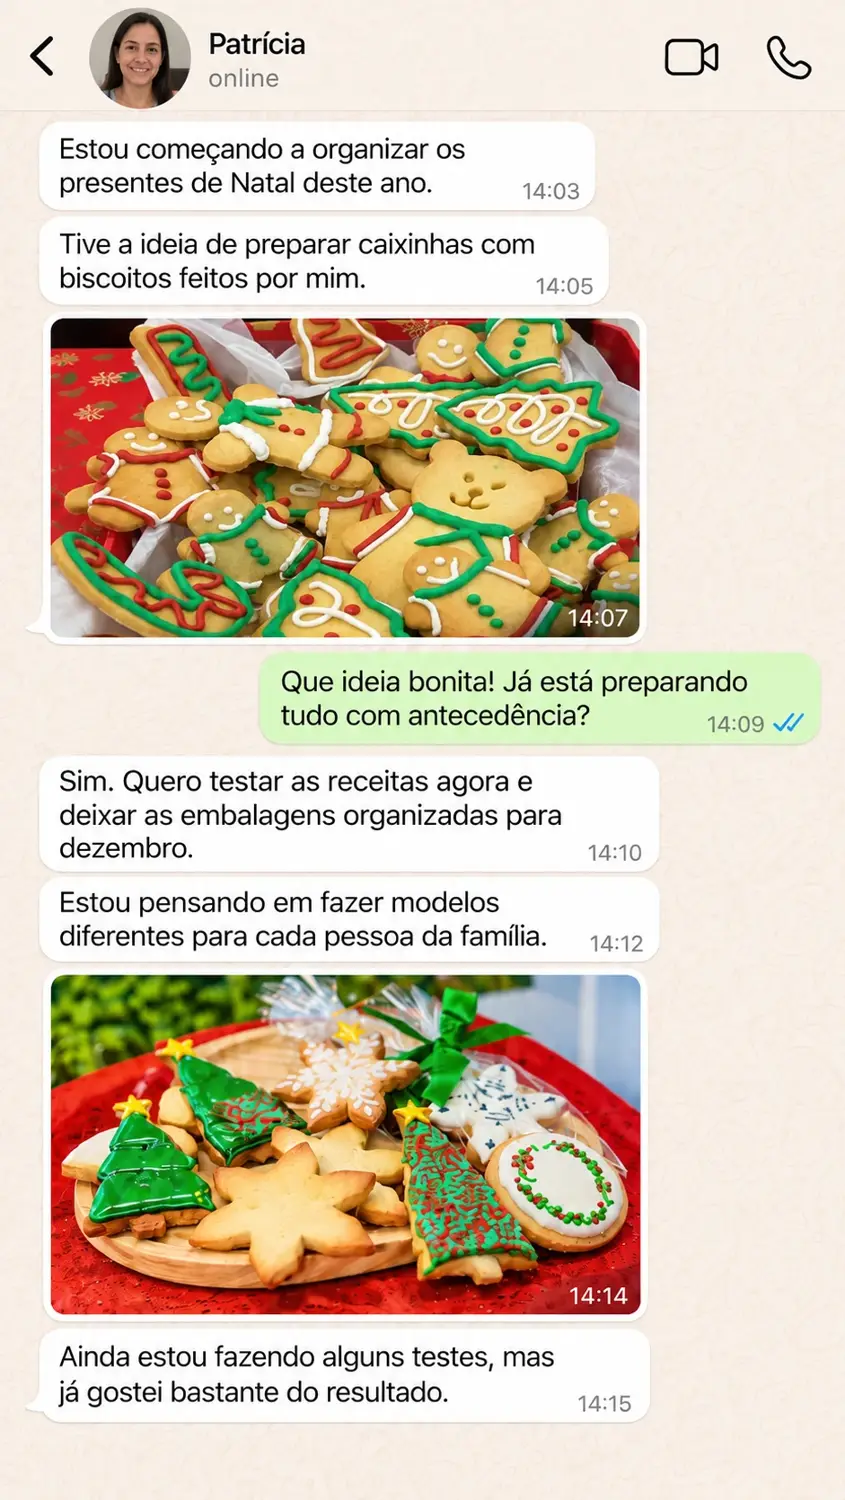 Patrícia
online
Estou começando a organizar os
presentes de Natal deste ano.
14:03
Tive a ideia de preparar caixinhas com
biscoitos feitos por mim.
14:05
14:07
Que ideia bonita! Já está preparando
tudo com antecedência?
14:09
Sim. Quero testar as receitas agora e
deixar as embalagens organizadas para
dezembro.
14:10
Estou pensando em fazer modelos
diferentes para cada pessoa da família.
14:12
14:14
Ainda estou fazendo alguns testes, mas
já gostei bastante do resultado.
14:15